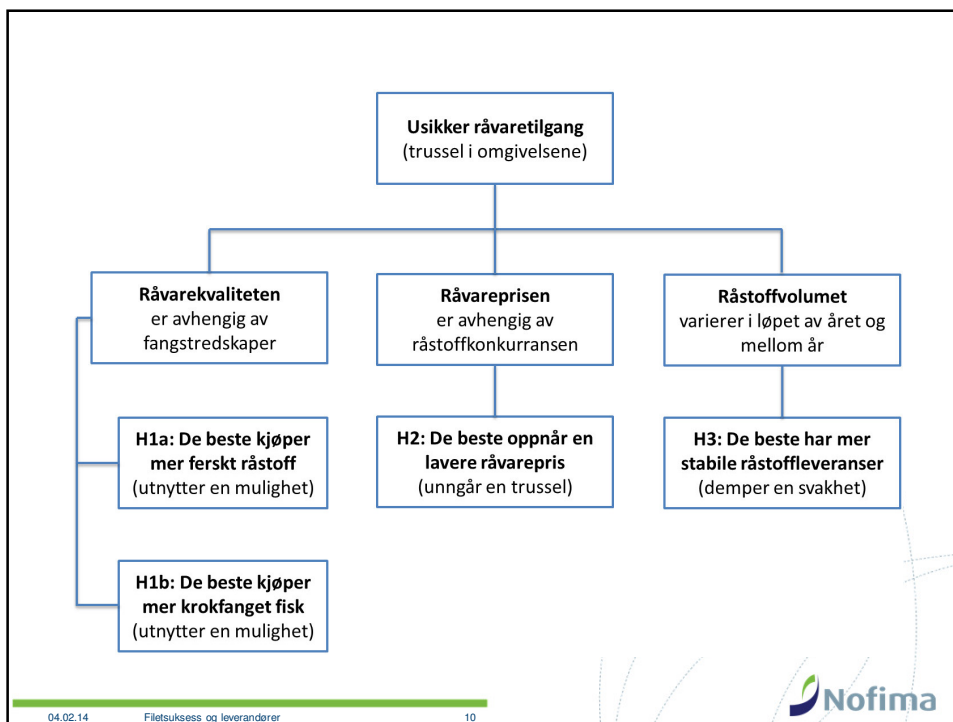 Usikker råvaretilgang
(trussel i omgivelsene)
Råvarekvaliteten
er avhengig av
fangstredskaper
Råvareprisen
er avhengig av
råstoffkonkurransen
Råstoffvolumet
varierer i løpet av året og
mellom år
H1a: De beste kjøper
mer ferskt råstoff
(utnytter en mulighet)
H2: De beste oppnår en
lavere råvarepris
(unngår en trussel)
H3: De beste har mer
stabile råstoffleveranser
(demper en svakhet)
H1b: De beste kjøper
mer krokfanget fisk
(utnytter en mulighet)
04.02.14
Filetsuksess og leverandører
10
Nofima